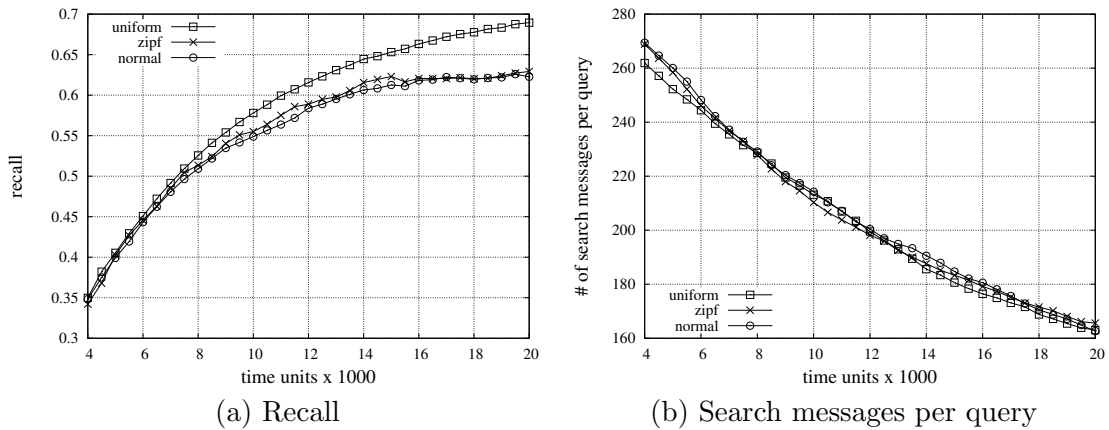 0.7
0.65
0.6
0.55
0.5
0.45
0.4
0.35
0.3
recall
uniform
zipf
normal
4 6 8 10 12 14 16 18 20
time units x 1000
(a) Recall
280
260
240
220
200
180
160
# of search messages per query
uniform
zipf
normal
4 6 8 10 12 14 16 18 20
time units x 1000
(b) Search messages per query